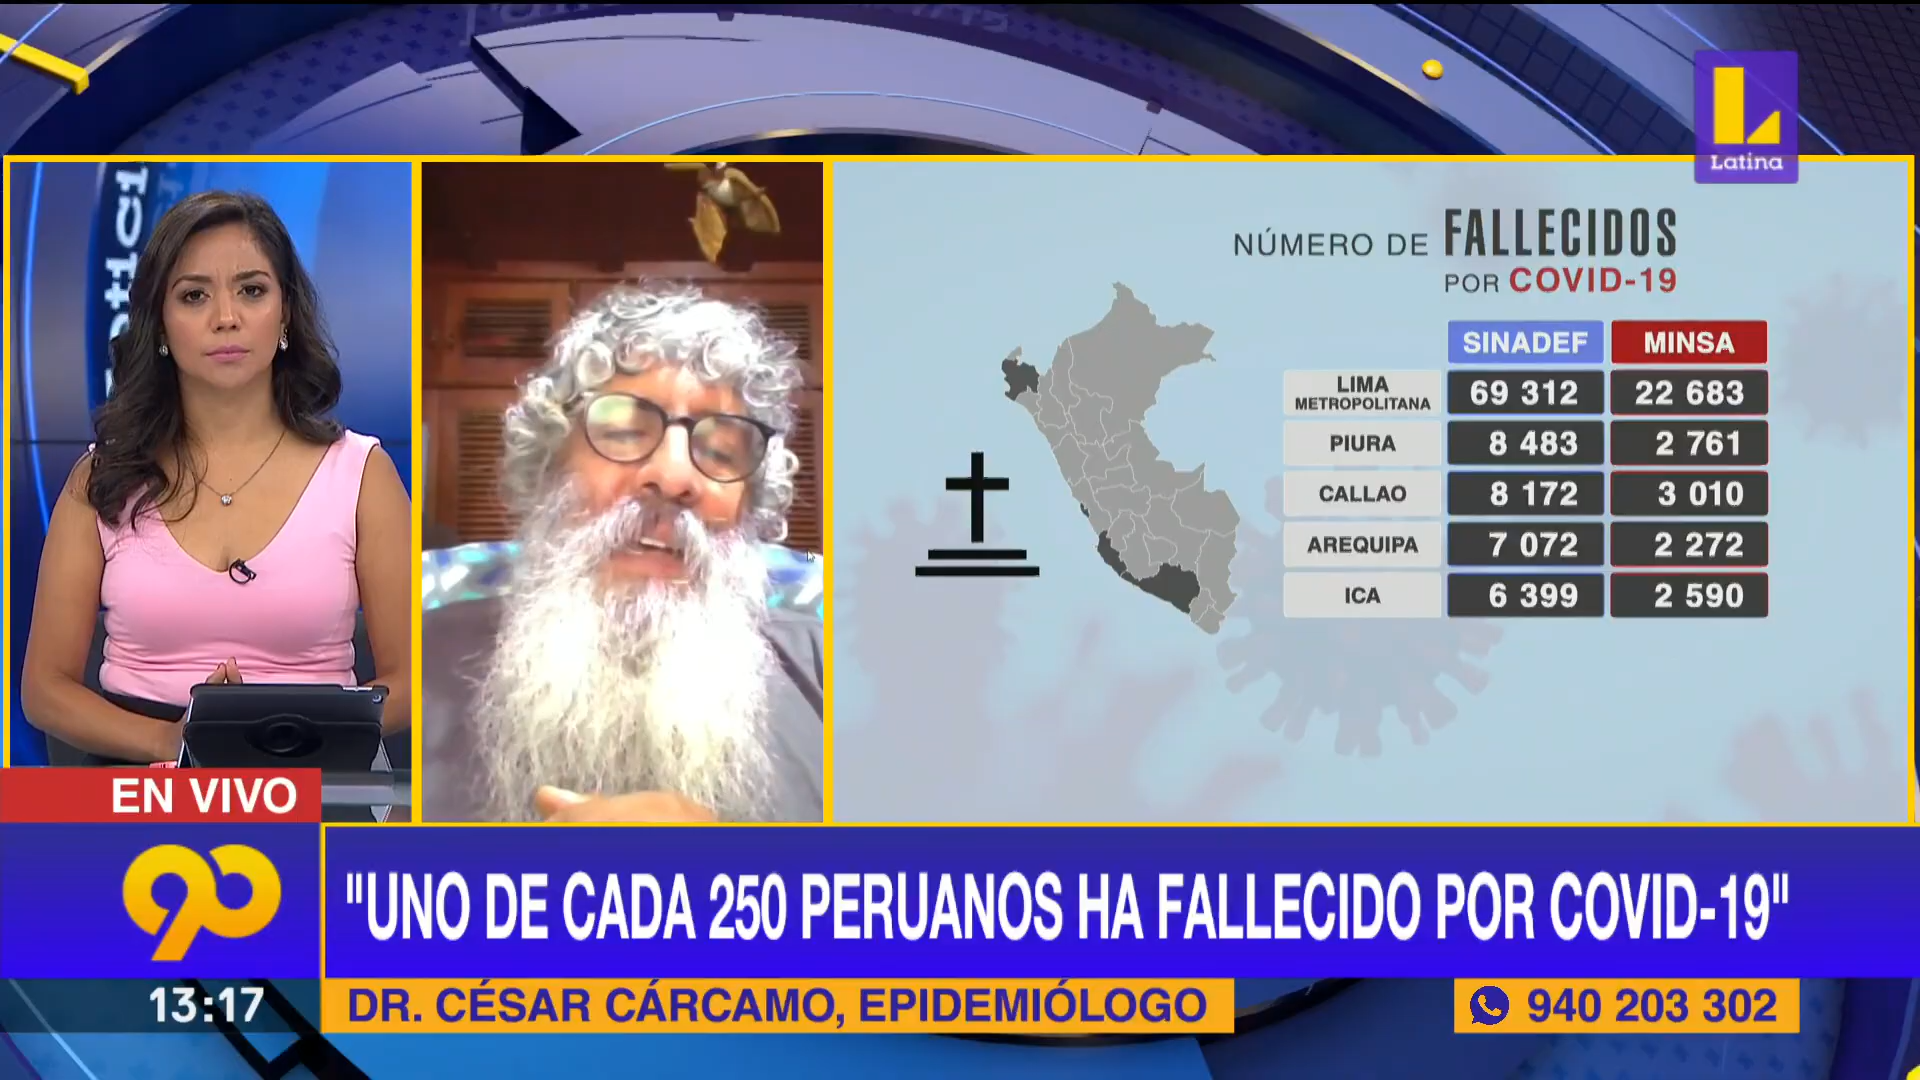 Latina
NÚMERO DE FALLECIDOS
POR COVID-19
SINADEF MINSA
LIMA METROPOLITANA 69 312 22 683
PIURA 8 483 2 761
CALLAO 8 172 3 010
AREQUIPA 7 072 2 272
ICA 6 399 2 590
EN VIVO
90
"UNO DE CADA 250 PERUANOS HA FALLECIDO POR COVID-19"
13:17
DR. CÉSAR CÁRCAMO, EPIDEMIÓLOGO
940 203 302